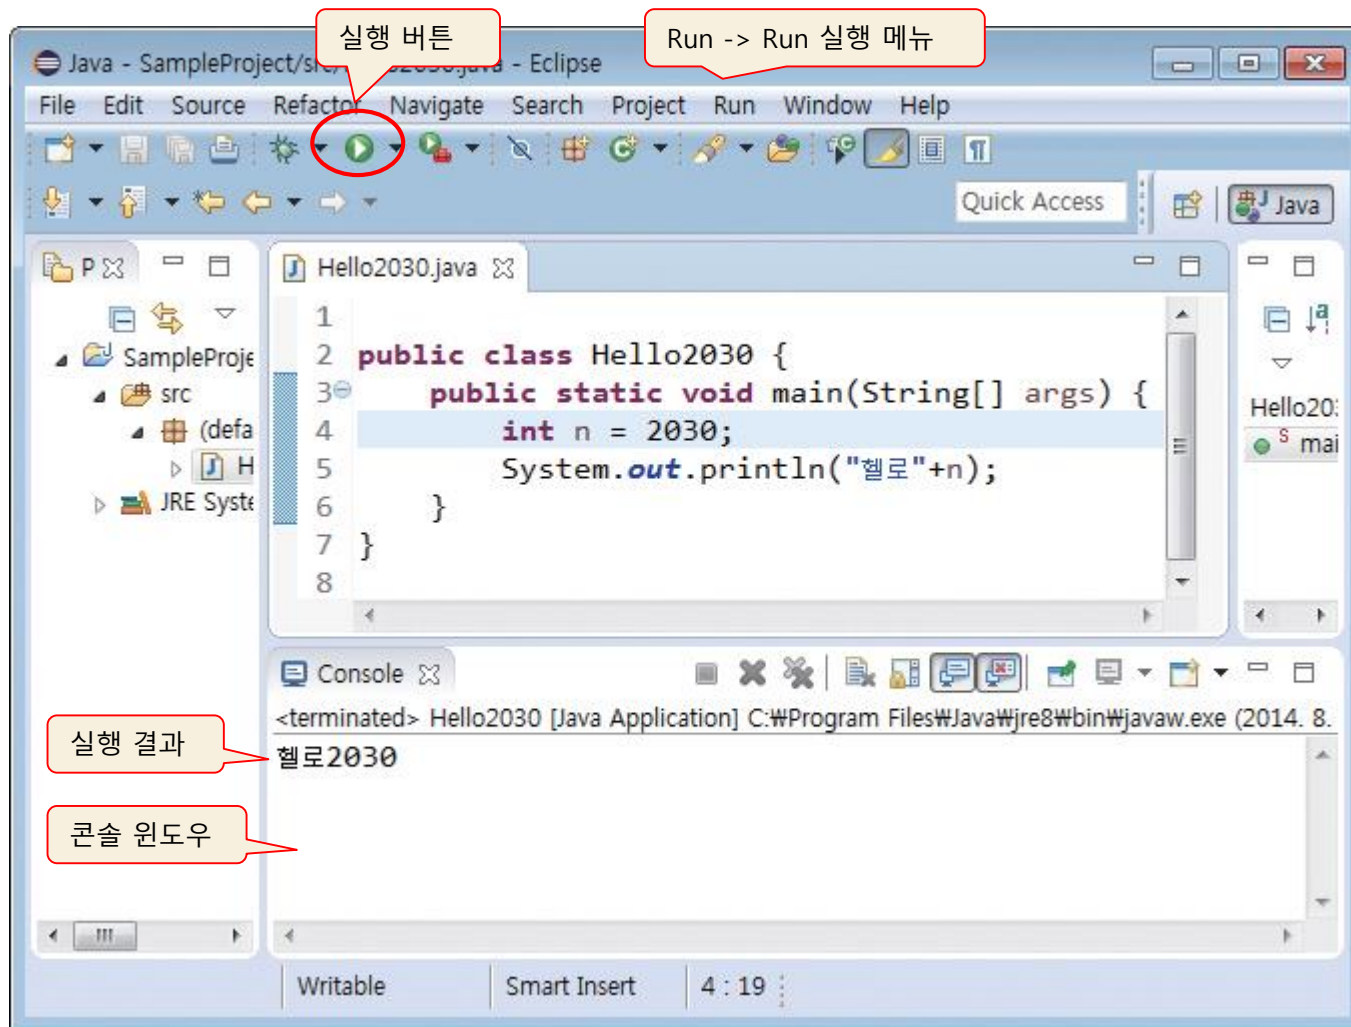 실행 버튼
Run -> Run 실행 메뉴
Java - SampleProject/src/Hello2030.java - Eclipse
File Edit Source Refactor Navigate Search Project Run Window Help
Quick Access
Java
P
Hello2030.java
1
2 public class Hello2030 {
3 public static void main(String[] args) {
4 int n = 2030;
5 System.out.println("헬로"+n);
6 }
7 }
8
SampleProje
src
(defa
H
JRE Syste
Hello20
S mai
Console
<terminated> Hello2030 [Java Application] C:₩Program Files₩Java₩jre8₩bin₩javaw.exe (2014. 8.
실행 결과
헬로2030
콘솔 윈도우
Writable Smart Insert 4 : 19